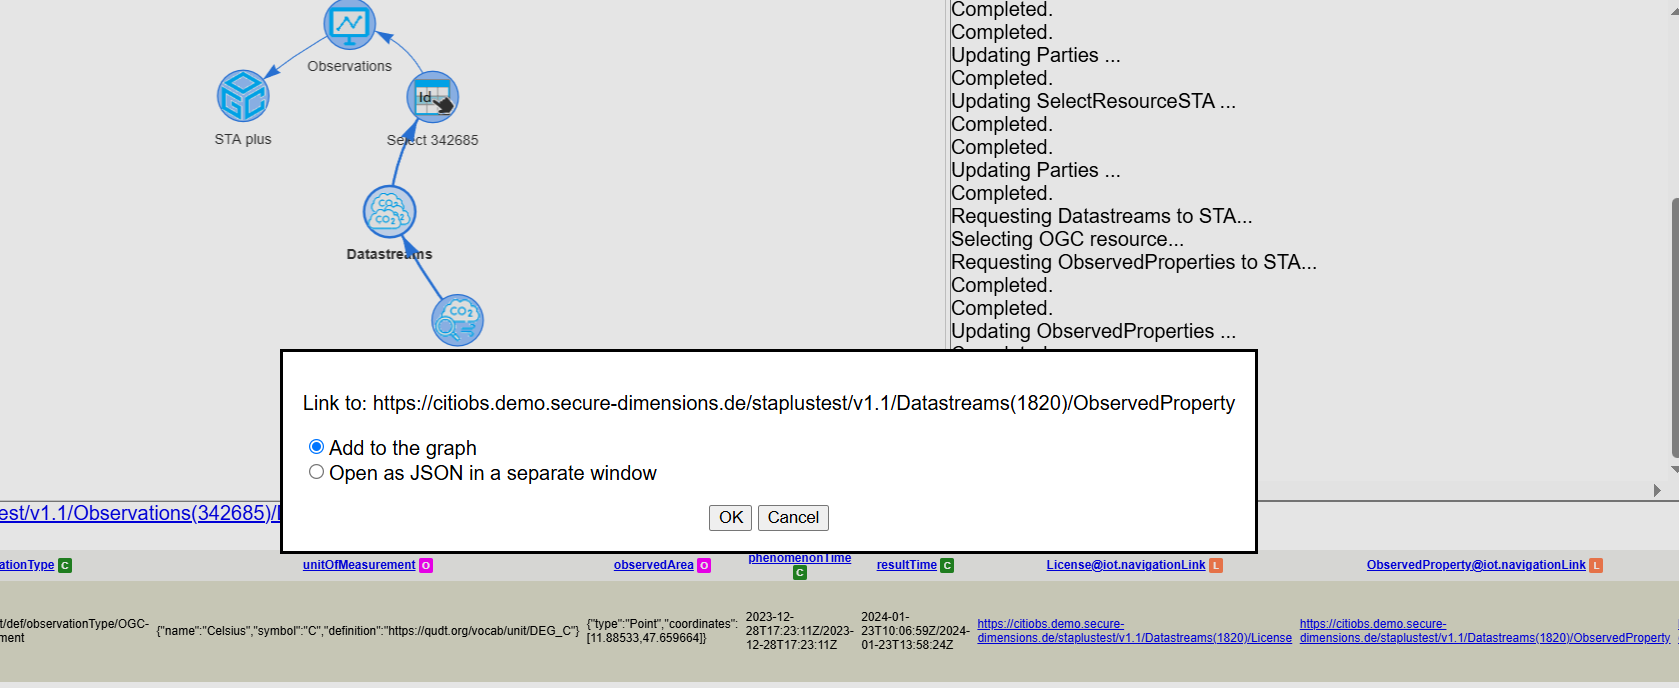 Observations
STA plus
Id
Select 342685
CO2
CO2
Datastreams
CO2
Completed.
Completed.
Updating Parties ...
Completed.
Updating SelectResourceSTA ...
Completed.
Completed.
Updating Parties ...
Completed.
Requesting Datastreams to STA...
Selecting OGC resource...
Requesting ObservedProperties to STA...
Completed.
Completed.
Updating ObservedProperties ...
Link to: https://citiobs.demo.secure-dimensions.de/staplustest/v1.1/Datastreams(1820)/ObservedProperty
Add to the graph
Open as JSON in a separate window
OK Cancel
est/v1.1/Observations(342685)/
ationType C
unitOfMeasurement O
observedArea O
phenomenonTime
C
resultTime C
License@iot.navigationLink L
ObservedProperty@iot.navigationLink L
t/def/observationType/OGC-
ment
{"name":"Celsius","symbol":"C","definition":"https://qudt.org/vocab/unit/DEG_C"}
{"type":"Point","coordinates":
[11.88533,47.659664]}
2023-12-
28T17:23:11Z/2023-
12-28T17:23:11Z
2024-01-
23T10:06:59Z/2024-
01-23T13:58:24Z
https://citiobs.demo.secure-
dimensions.de/staplustest/v1.1/Datastreams(1820)/License
https://citiobs.demo.secure-
dimensions.de/staplustest/v1.1/Datastreams(1820)/ObservedProperty